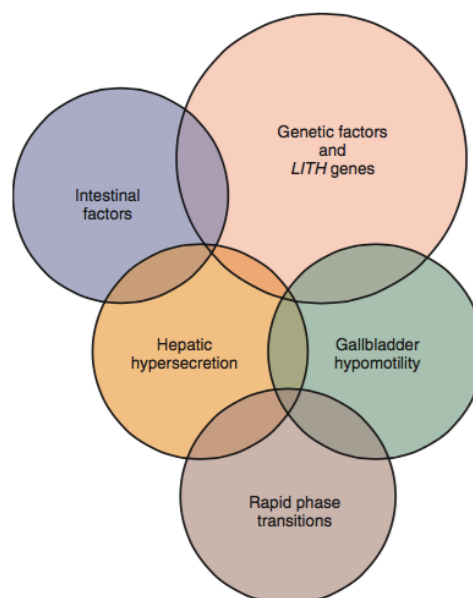 Genetic factors
and
LITH genes
Intestinal
factors
Hepatic
hypersecretion
Gallbladder
hypomotility
Rapid phase
transitions